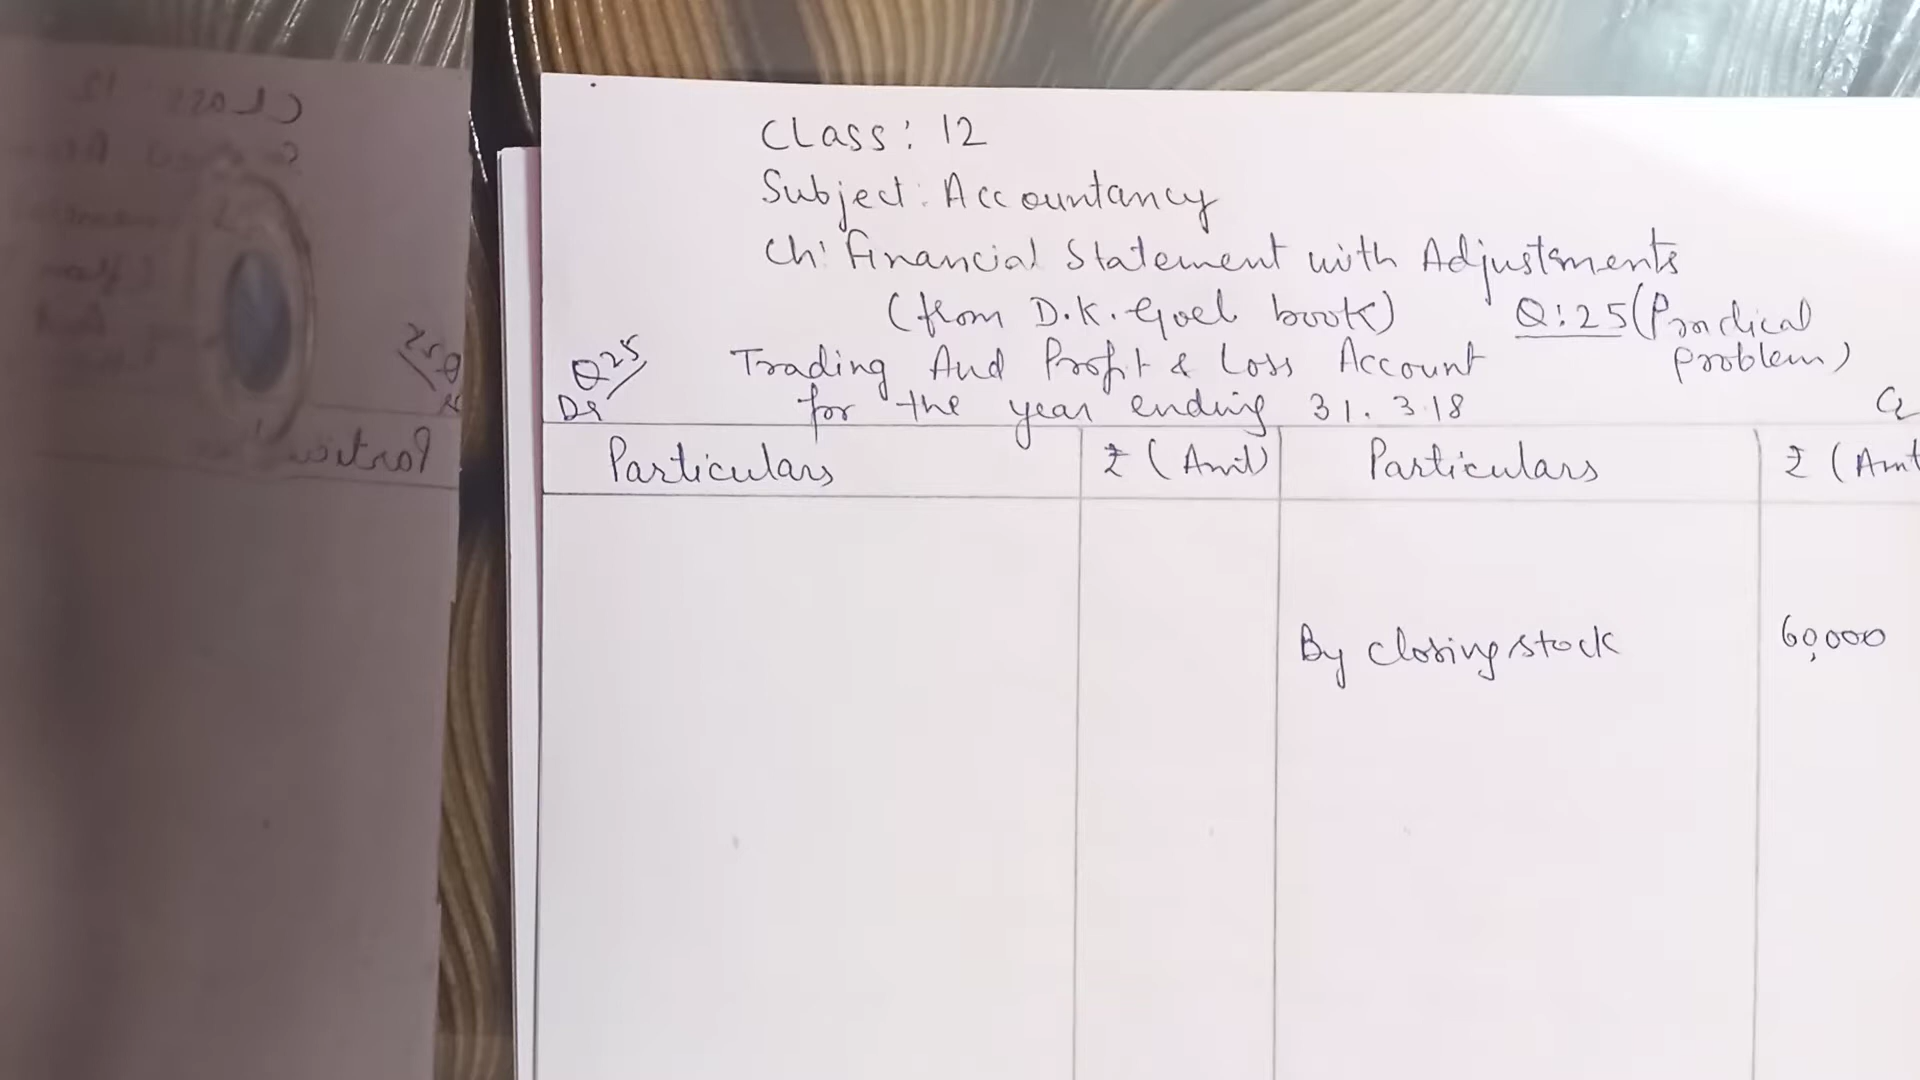 Class: 12
Subject: Accountancy
Ch: Financial Statement with Adjustments
(from D.K. Goel book) Q:25 (Practical problem)
Q25 Trading And Profit & Loss Account
Dr for the year ending 31.3.18 Cr
Particulars ₹ (Amt) Particulars ₹ (Amt
By closing stock 60,000